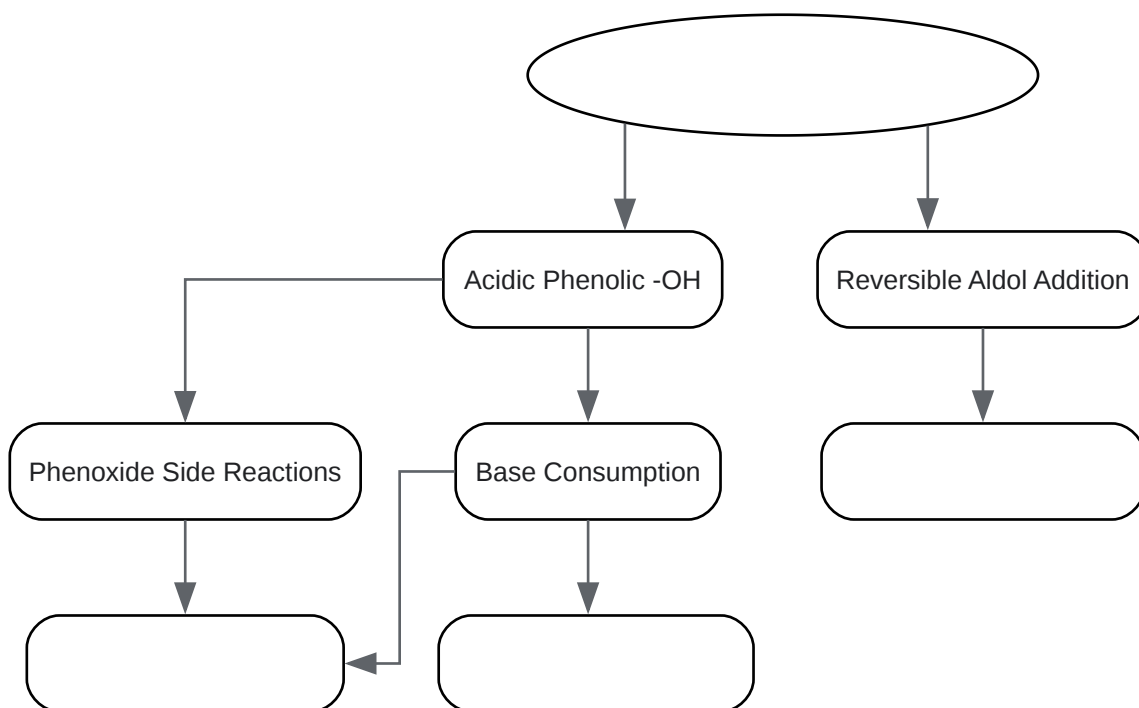 Acidic Phenolic -OH
Reversible Aldol Addition
Phenoxide Side Reactions
Base Consumption